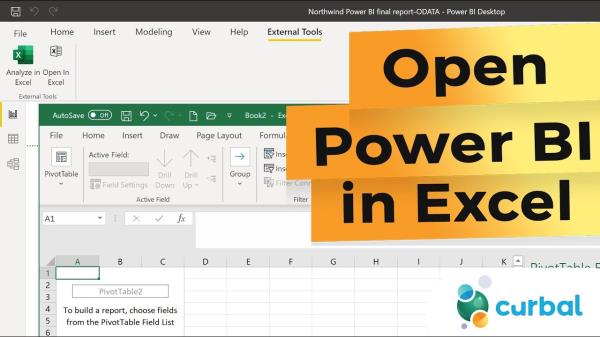 Northwind Power BI final report-ODATA - Power BI Desktop
File Home Insert Modeling View Help External Tools
Analyze in Excel
Open In Excel
External Tools
Open
Power BI
in Excel
AutoSave Off Book2 - Exc
File Home Insert Draw Page Layout Formula
PivotTable
Active Field:
Field Settings
Drill Down
Drill Up
Active Field
Group
Inse
Inse
Filter Conn
Filter
A1 fx
A B C D E F G H I J K
1
2
3
4
5
6
PivotTable2
To build a report, choose fields
from the PivotTable Field List
PivotTable F
curbal